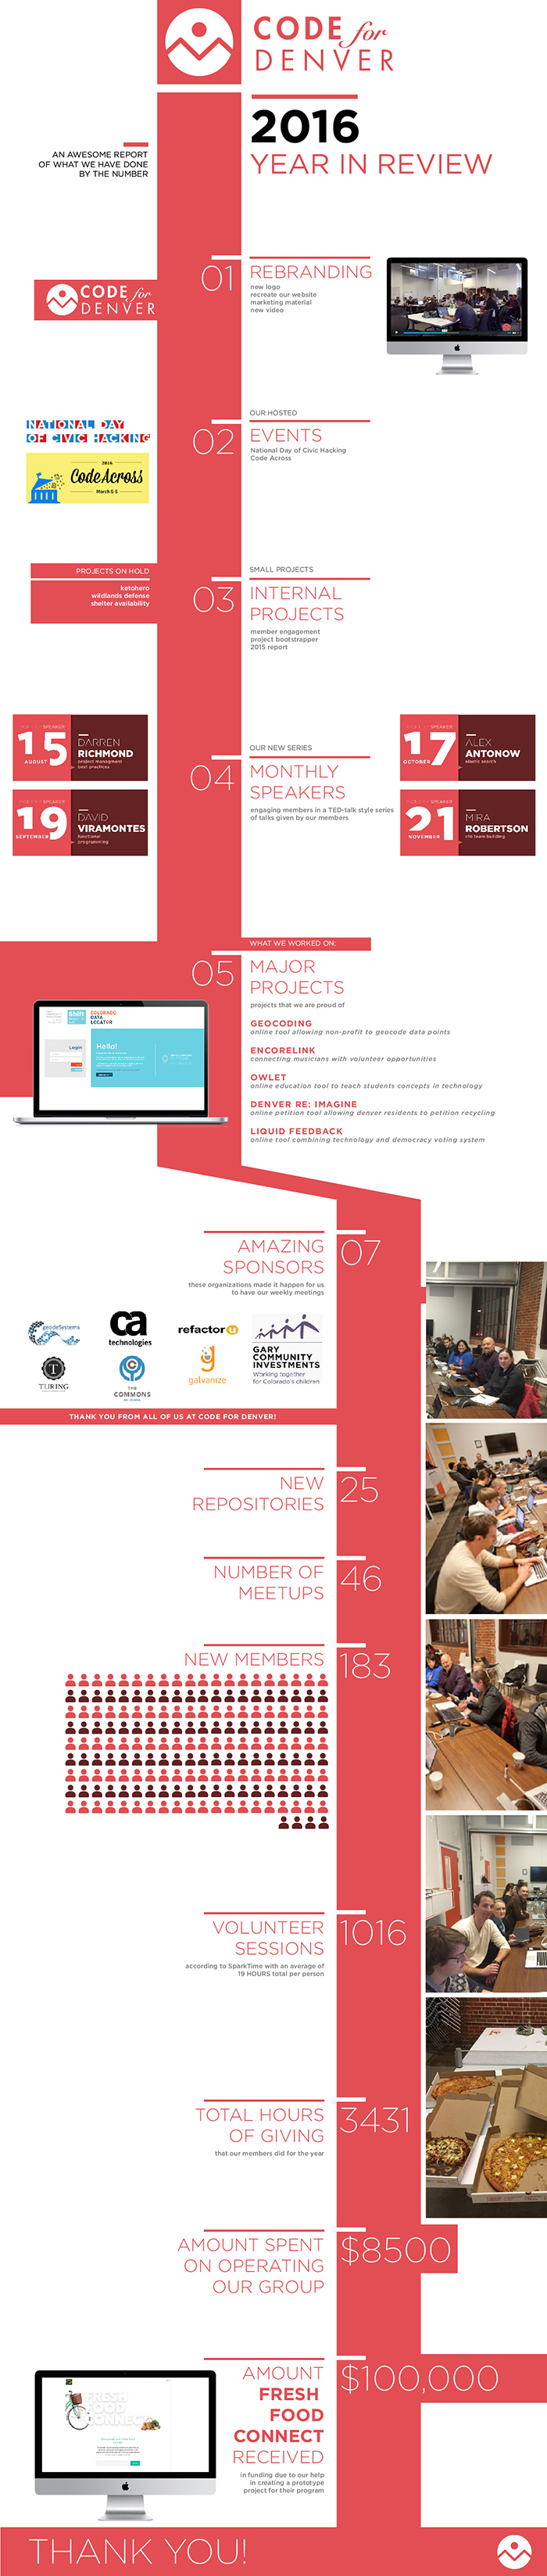 CODE for
DENVER
2016
YEAR IN REVIEW
AN AWESOME REPORT
OF WHAT WE HAVE DONE
BY THE NUMBER
01
REBRANDING
new logo
recreate our website
marketing material
new video
CODE for
DENVER
OUR HOSTED
02
EVENTS
National Day of Civic Hacking
Code Across
NATIONAL DAY
OF CIVIC HACKING
2016
CodeAcross
March 5-6
PROJECTS ON HOLD
ketohero
wildlands defense
shelter availability
SMALL PROJECTS
03
INTERNAL
PROJECTS
member engagement
project bootstrapper
2015 report
SPEAKER
15
AUGUST
DARREN
RICHMOND
project managment
best practices
SPEAKER
19
SEPTEMBER
DAVID
VIRAMONTES
functional
programming
OUR NEW SERIES
04
MONTHLY
SPEAKERS
engaging members in a TED-talk style series
of talks given by our members
SPEAKER
17
OCTOBER
ALEX
ANTONOW
elastic search
SPEAKER
21
NOVEMBER
MIRA
ROBERTSON
team building
WHAT WE WORKED ON:
05
MAJOR
PROJECTS
projects that we are proud of
GEOCODING
online tool allowing non-profit to geocode data points
ENCORELINK
connecting musicians with volunteer opportunities
OWLET
online education tool to teach students concepts in technology
DENVER RE: IMAGINE
online petition tool allowing denver residents to petition recycling
LIQUID FEEDBACK
online tool combining technology and democracy voting system
Shift
COLORADO
DATA
LOCATOR
Login
Hello!
AMAZING
SPONSORS
07
these organizations made it happen for us
to have our weekly meetings
geodeSystems
ca
technologies
refactor u
GARY
COMMUNITY
INVESTMENTS
Working together
for Colorado's children
T
TURING
THE
COMMONS
g
galvanize
THANK YOU FROM ALL OF US AT CODE FOR DENVER!
NEW
REPOSITORIES
25
NUMBER OF
MEETUPS
46
NEW MEMBERS
183
VOLUNTEER
SESSIONS
1016
according to SparkTime with an average of
19 HOURS total per person
TOTAL HOURS
OF GIVING
3431
that our members did for the year
AMOUNT SPENT
ON OPERATING
OUR GROUP
$8500
AMOUNT
FRESH
FOOD
CONNECT
RECEIVED
$100,000
in funding due to our help
in creating a prototype
project for their program
FRESH
FOOD
CONNECT
THANK YOU!